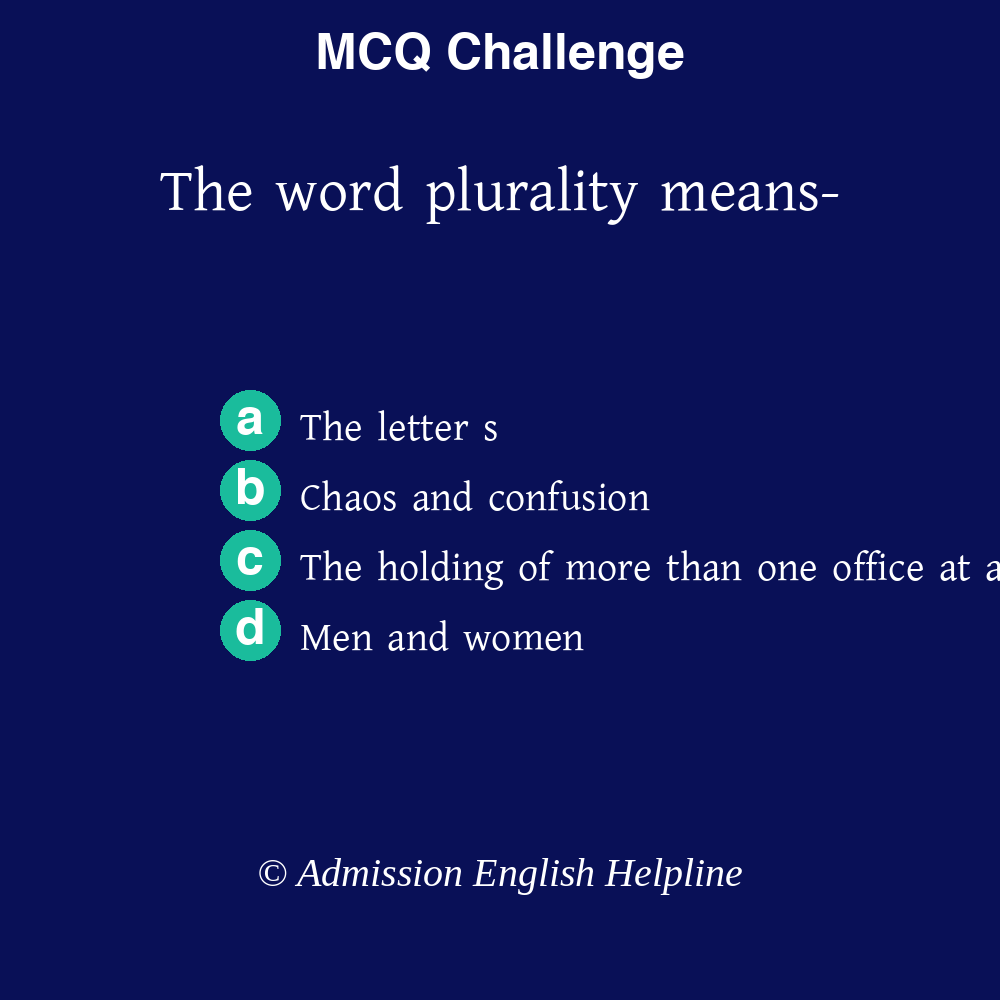 MCQ Challenge
The word plurality means-
a The letter s
b Chaos and confusion
c The holding of more than one office at a
d Men and women
© Admission English Helpline